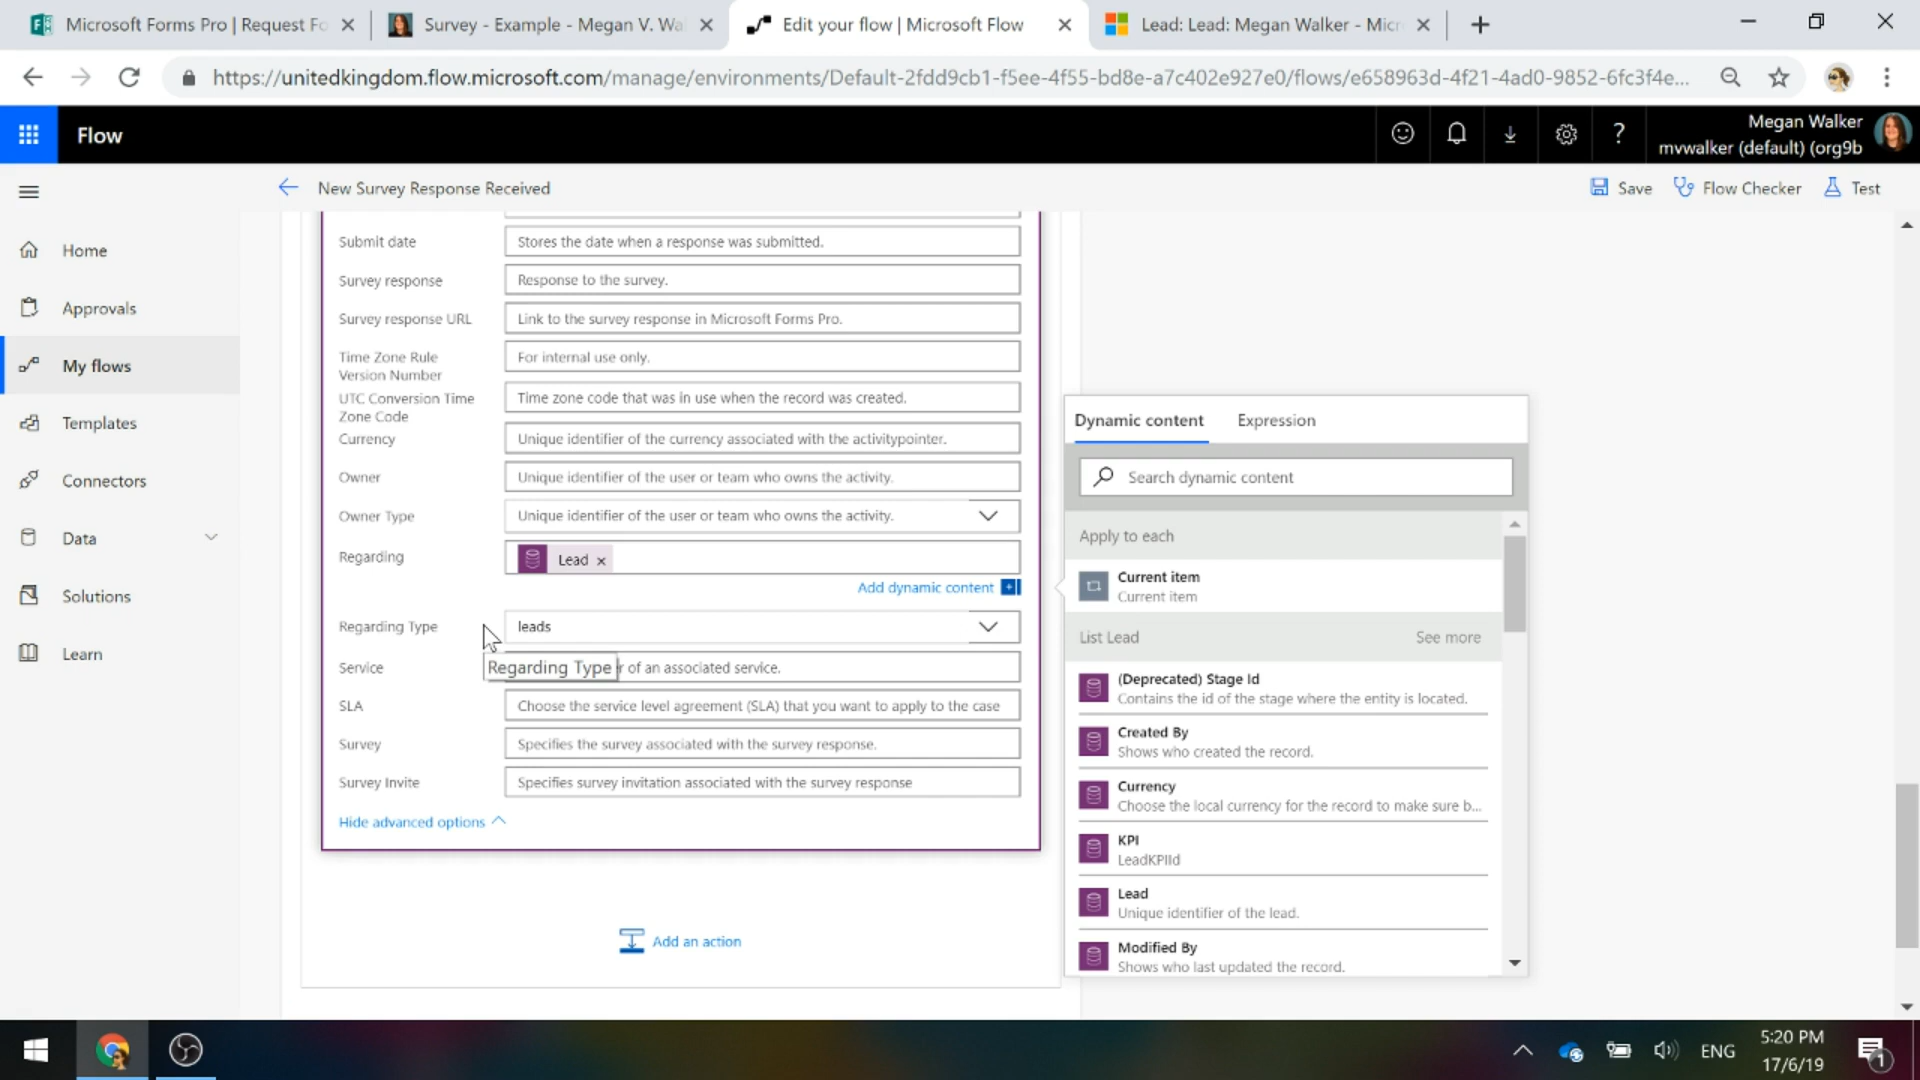 Microsoft Forms Pro | Request Fo
Survey - Example - Megan V. Wa
Edit your flow | Microsoft Flow
Lead: Lead: Megan Walker - Micr
https://unitedkingdom.flow.microsoft.com/manage/environments/Default-2fdd9cb1-f5ee-4f55-bd8e-a7c402e927e0/flows/e658963d-4f21-4ad0-9852-6fc3f4e...
Flow
Megan Walker
mvwalker (default) (org9b
New Survey Response Received
Save
Flow Checker
Test
Home
Approvals
My flows
Templates
Connectors
Data
Solutions
Learn
Submit date
Stores the date when a response was submitted.
Survey response
Response to the survey.
Survey response URL
Link to the survey response in Microsoft Forms Pro.
Time Zone Rule
Version Number
For internal use only.
UTC Conversion Time
Zone Code
Time zone code that was in use when the record was created.
Currency
Unique identifier of the currency associated with the activitypointer.
Owner
Unique identifier of the user or team who owns the activity.
Owner Type
Unique identifier of the user or team who owns the activity.
Regarding
Lead ×
Add dynamic content
Regarding Type
leads
Service
Regarding Type
r of an associated service.
SLA
Choose the service level agreement (SLA) that you want to apply to the case
Survey
Specifies the survey associated with the survey response.
Survey Invite
Specifies survey invitation associated with the survey response
Hide advanced options
Add an action
Dynamic content
Expression
Search dynamic content
Apply to each
Current item
Current item
List Lead
See more
(Deprecated) Stage Id
Contains the id of the stage where the entity is located.
Created By
Shows who created the record.
Currency
Choose the local currency for the record to make sure b...
KPI
LeadKPIId
Lead
Unique identifier of the lead.
Modified By
Shows who last updated the record.
ENG
5:20 PM
17/6/19
1